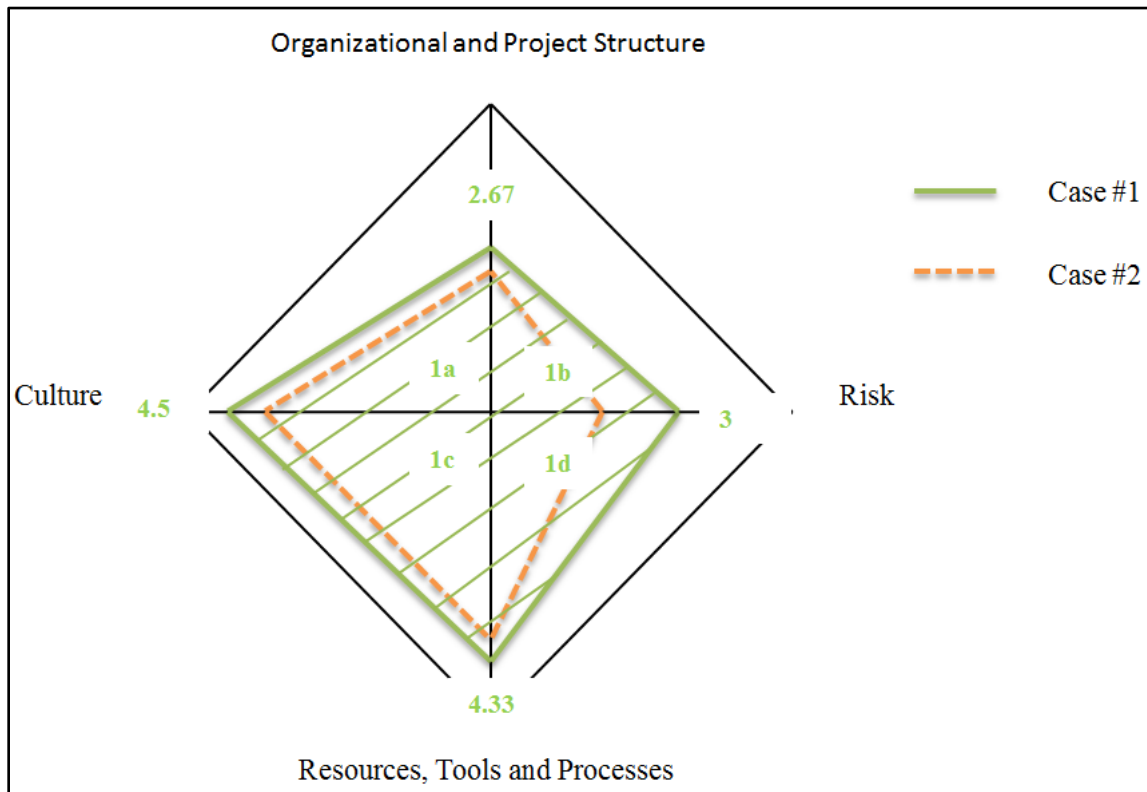 Organizational and Project Structure
2.67
Case #1
Case #2
1a
1b
Culture
4.5
3
Risk
1c
1d
4.33
Resources, Tools and Processes